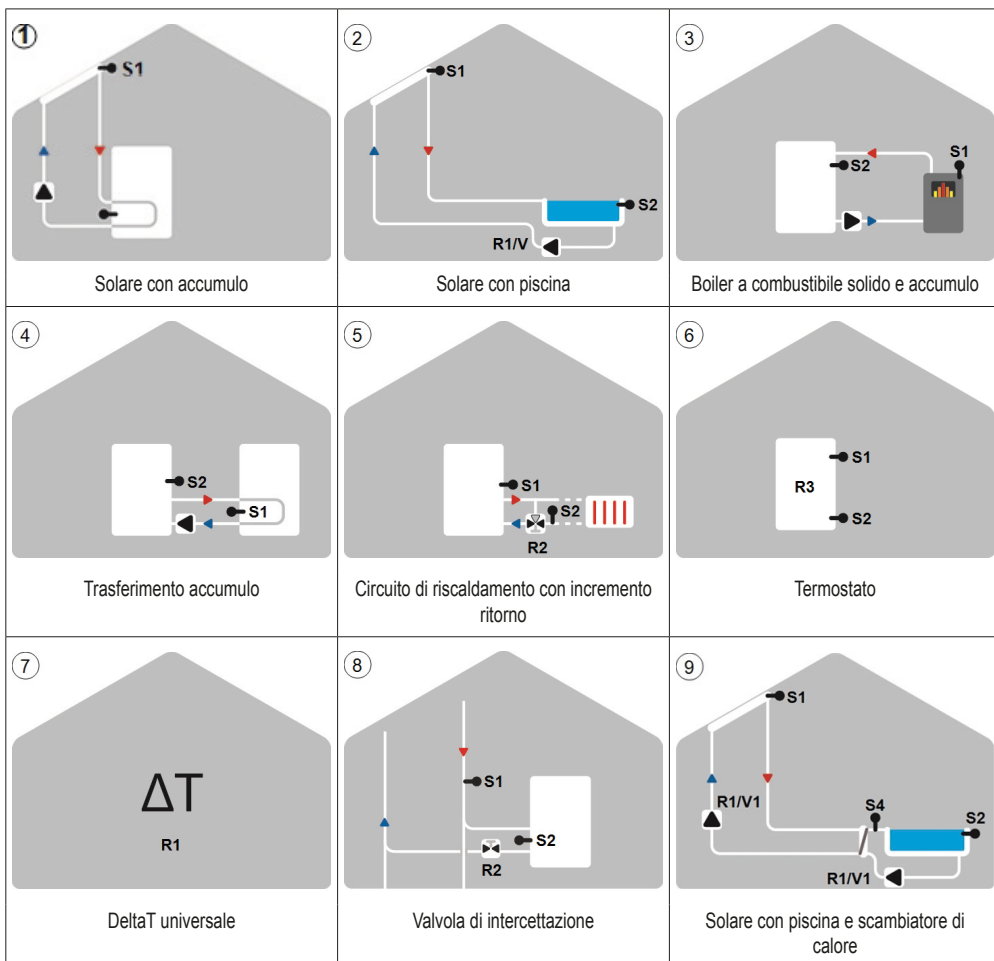 1
S1
Solare con accumulo
2
S1
S2
R1/V
Solare con piscina
3
S1
S2
Boiler a combustibile solido e accumulo
4
S2
S1
Trasferimento accumulo
5
S1
S2
R2
Circuito di riscaldamento con incremento
ritorno
6
S1
R3
S2
Termostato
7
ΔT
R1
DeltaT universale
8
S1
S2
R2
Valvola di intercettazione
9
S1
R1/V1
S4
S2
R1/V1
Solare con piscina e scambiatore di
calore